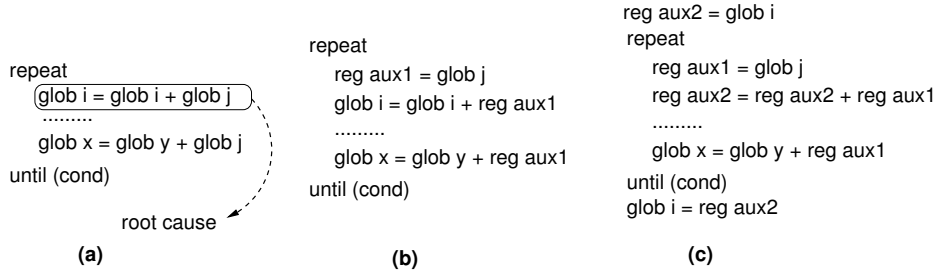 repeat
glob i = glob i + glob j
.........
glob x = glob y + glob j
until (cond)
root cause
(a)
repeat
reg aux1 = glob j
glob i = glob i + reg aux1
.........
glob x = glob y + reg aux1
until (cond)
(b)
reg aux2 = glob i
repeat
reg aux1 = glob j
reg aux2 = reg aux2 + reg aux1
.........
glob x = glob y + reg aux1
until (cond)
glob i = reg aux2
(c)